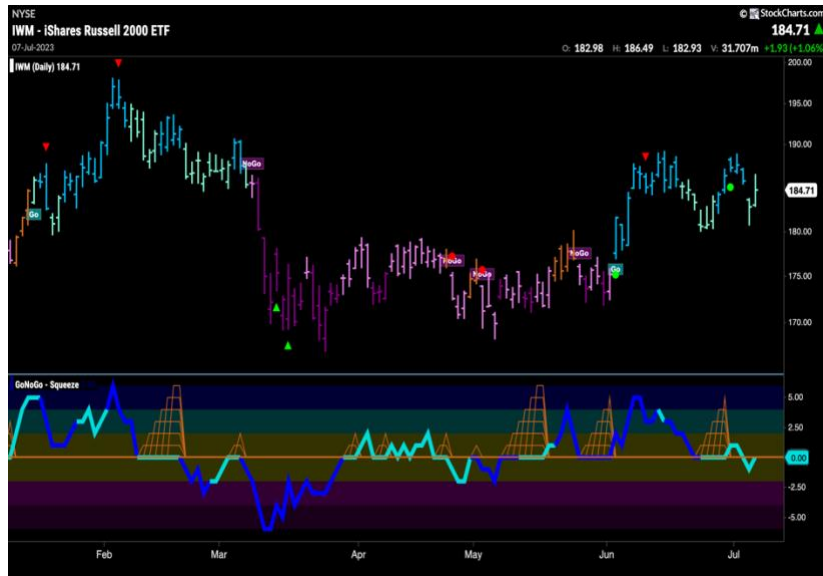 NYSE
© StockCharts.com
IWM - iShares Russell 2000 ETF
184.71
07-Jul-2023
O: 182.98 H: 186.49 L: 182.93 V: 31.707m +1.93 (+1.06%)
IWM (Daily) 184.71
200.00
195.00
190.00
NoGo
184.71
Go
180.00
NoGo
NoGo
NoGo
Go
175.00
170.00
GoNoGo - Squeeze
5.00
2.50
0.00
-2.50
-5.00
Feb Mar Apr May Jun Jul